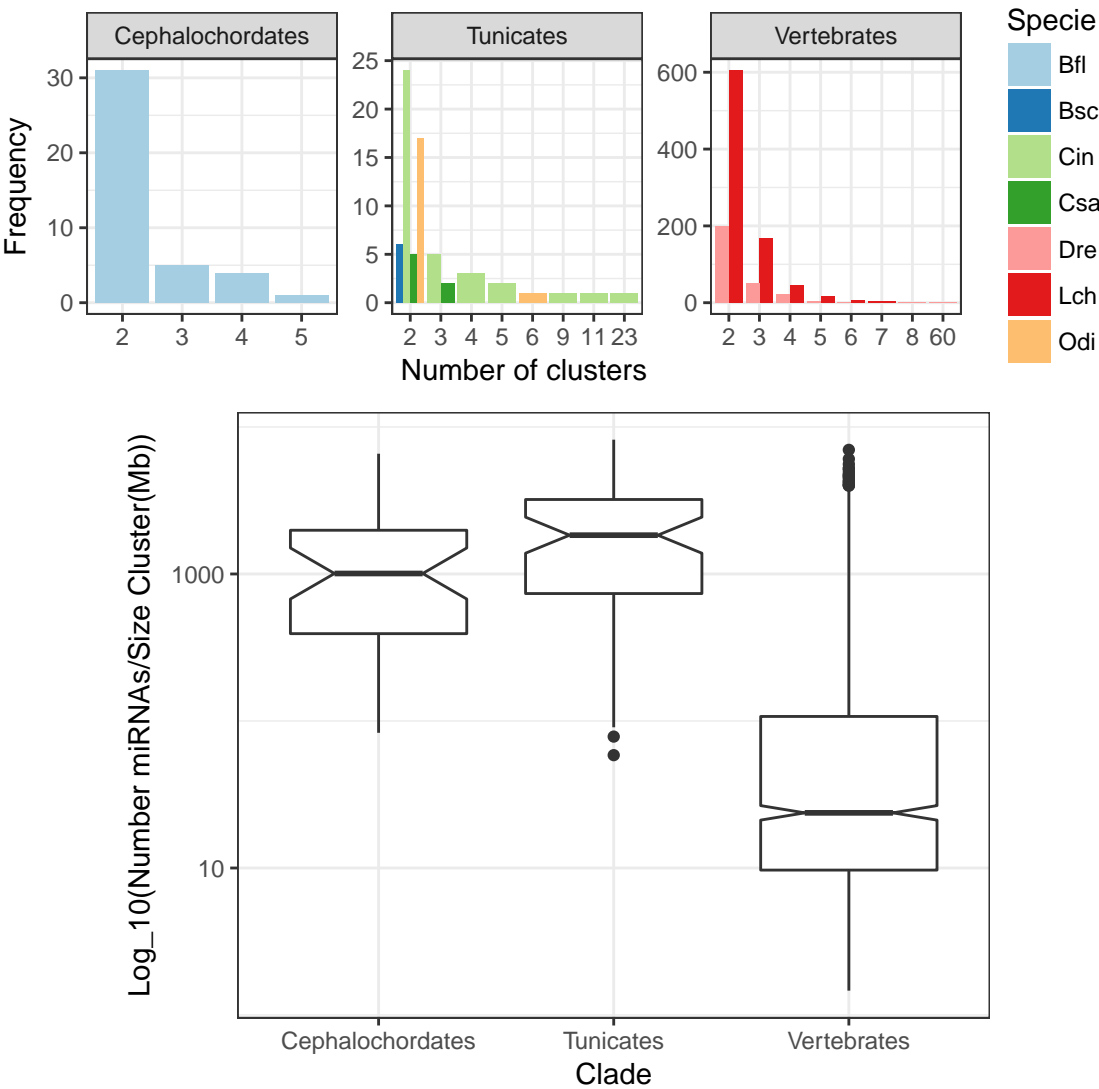 Cephalochordates Tunicates Vertebrates
Specie
Bfl
Bsc
Cin
Csa
Dre
Lch
Odi
Frequency
30
20
10
0
25
20
15
10
5
0
600
400
200
0
2 3 4 5
2 3 4 5 6 9 11 23
2 3 4 5 6 7 8 60
Number of clusters
Log_10(Number miRNAs/Size Cluster(Mb))
1000
10
Cephalochordates Tunicates Vertebrates
Clade